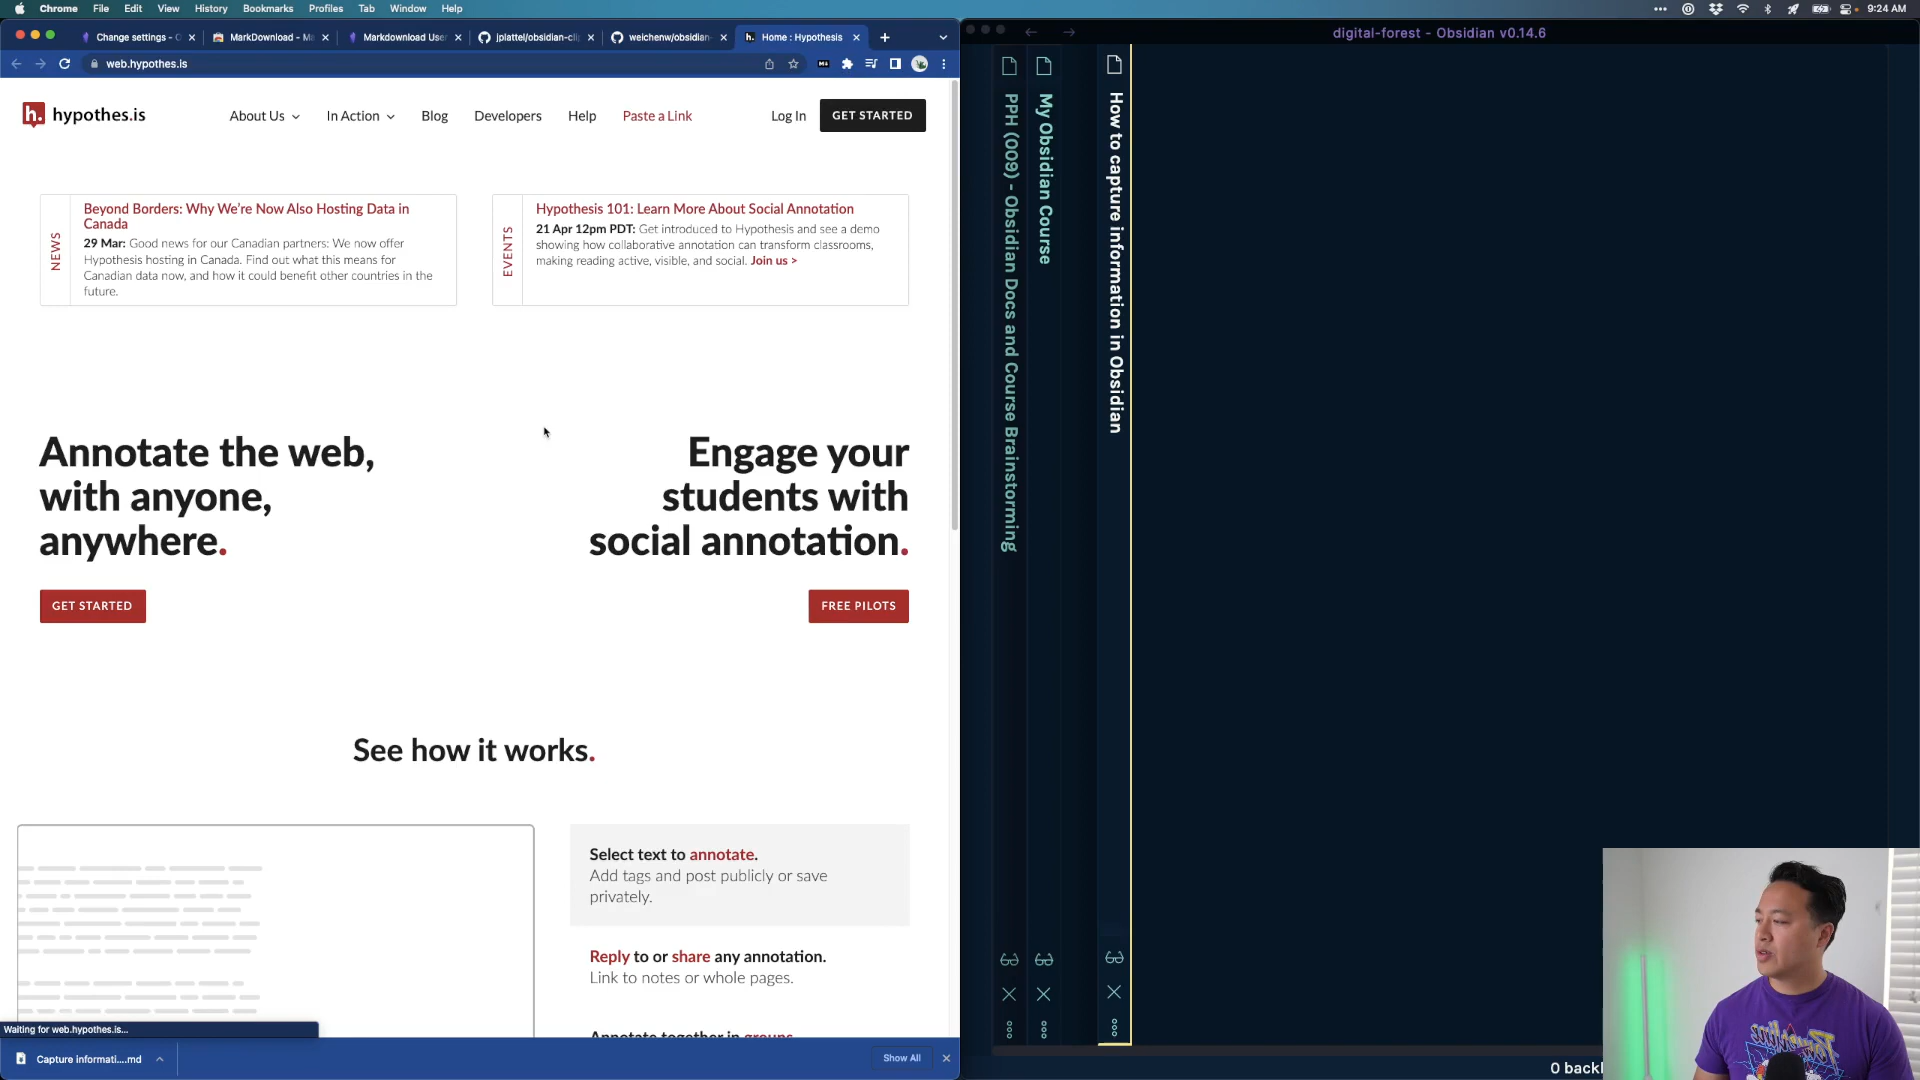 Chrome File Edit View History Bookmarks Profiles Tab Window Help
9:24 AM
Change settings - O
MarkDownload - Ma
Markdownload User
jplattel/obsidian-cli
weichenw/obsidian-
Home : Hypothesis
web.hypothes.is
h. hypothes.is
About Us
In Action
Blog
Developers
Help
Paste a Link
Log In
GET STARTED
NEWS
Beyond Borders: Why We're Now Also Hosting Data in
Canada
29 Mar: Good news for our Canadian partners: We now offer
Hypothesis hosting in Canada. Find out what this means for
Canadian data now, and how it could benefit other countries in the
future.
EVENTS
Hypothesis 101: Learn More About Social Annotation
21 Apr 12pm PDT: Get introduced to Hypothesis and see a demo
showing how collaborative annotation can transform classrooms,
making reading active, visible, and social. Join us >
Annotate the web,
with anyone,
anywhere.
GET STARTED
Engage your
students with
social annotation.
FREE PILOTS
See how it works.
Select text to annotate.
Add tags and post publicly or save
privately.
Reply to or share any annotation.
Link to notes or whole pages.
Annotate together in groups.
Waiting for web.hypothes.is...
Capture informati....md
Show All
digital-forest - Obsidian v0.14.6
PPH (009) - Obsidian Docs and Course Brainstorming
My Obsidian Course
How to capture information in Obsidian
0 backl